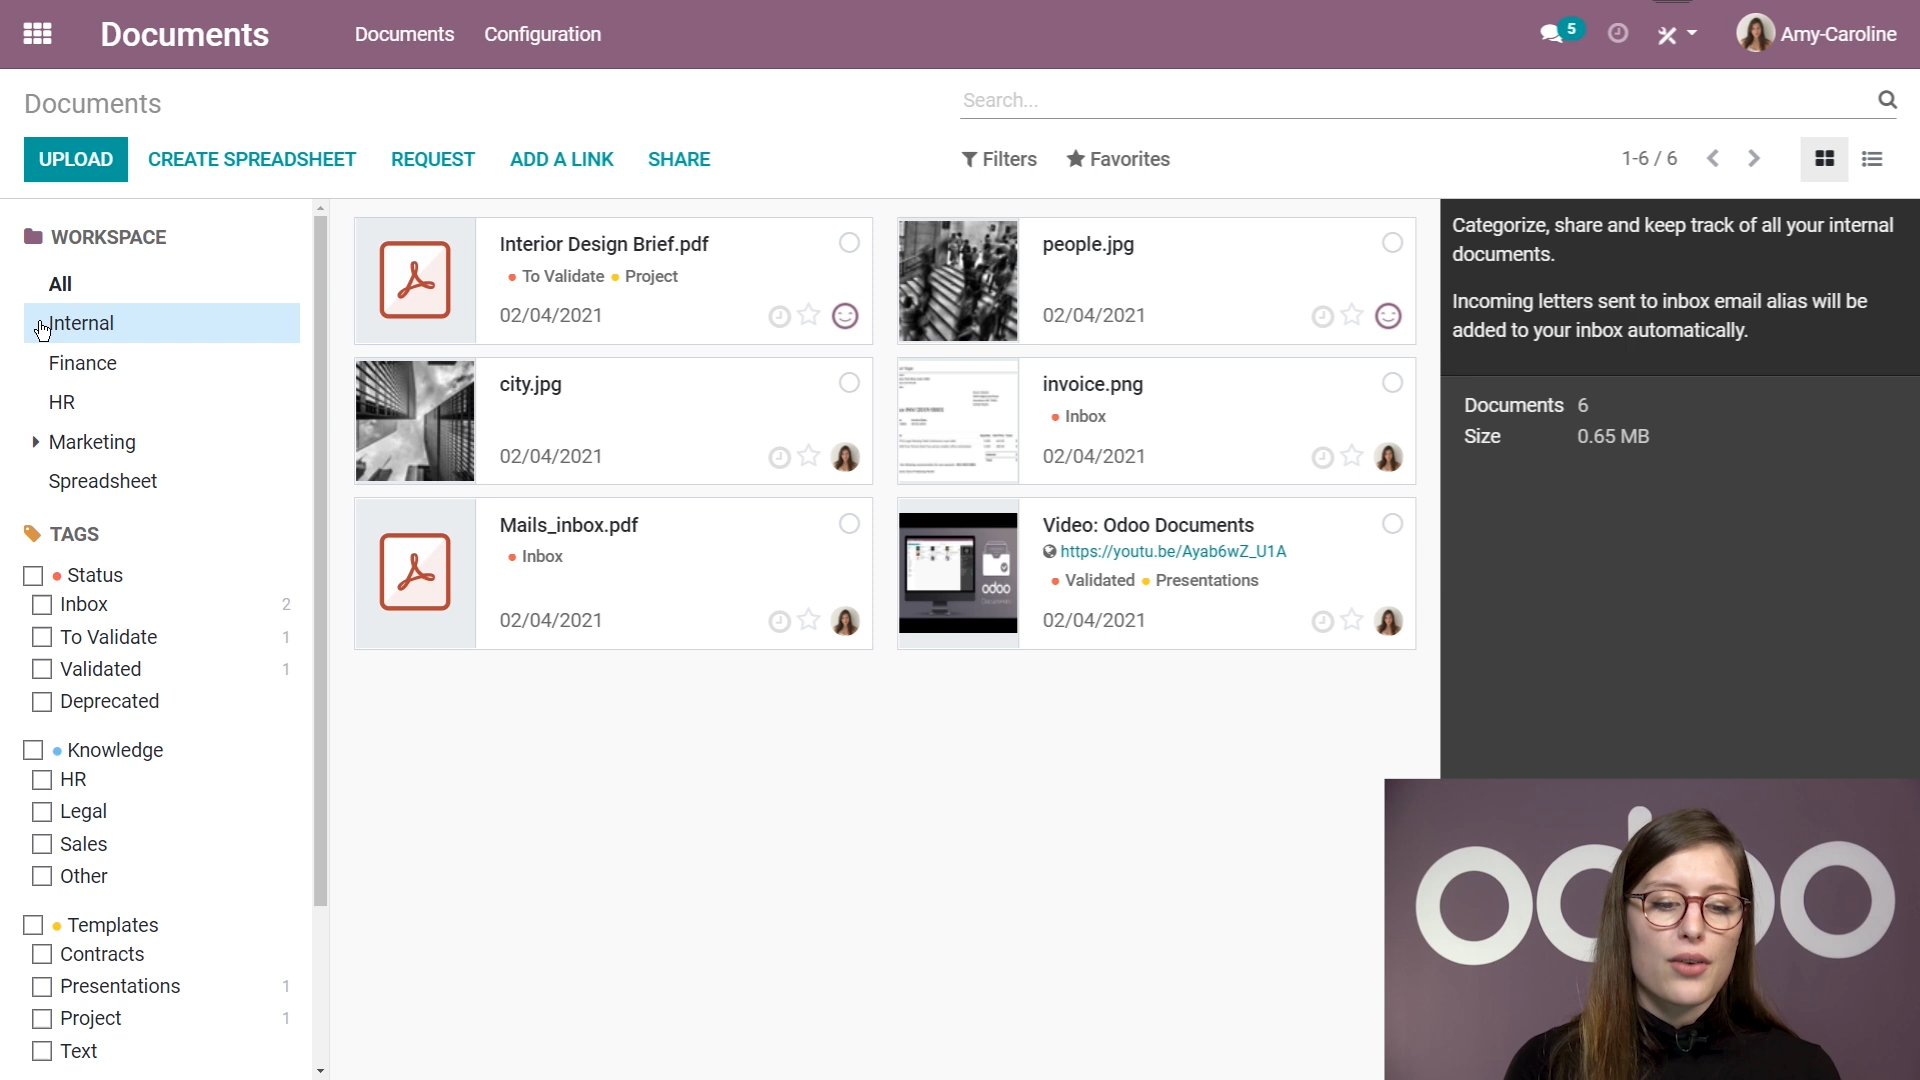 Documents
Documents
Configuration
5
Amy-Caroline
Documents
Search...
UPLOAD
CREATE SPREADSHEET
REQUEST
ADD A LINK
SHARE
Filters
Favorites
1-6 / 6
WORKSPACE
All
Internal
Finance
HR
Marketing
Spreadsheet
TAGS
Status
Inbox 2
To Validate 1
Validated 1
Deprecated
Knowledge
HR
Legal
Sales
Other
Templates
Contracts
Presentations 1
Project 1
Text
Interior Design Brief.pdf
To Validate Project
02/04/2021
people.jpg
02/04/2021
city.jpg
02/04/2021
invoice.png
Inbox
02/04/2021
Mails_inbox.pdf
Inbox
02/04/2021
odoo
Video: Odoo Documents
https://youtu.be/Ayab6wZ_U1A
Validated Presentations
02/04/2021
Categorize, share and keep track of all your internal
documents.
Incoming letters sent to inbox email alias will be
added to your inbox automatically.
Documents 6
Size 0.65 MB
odoo